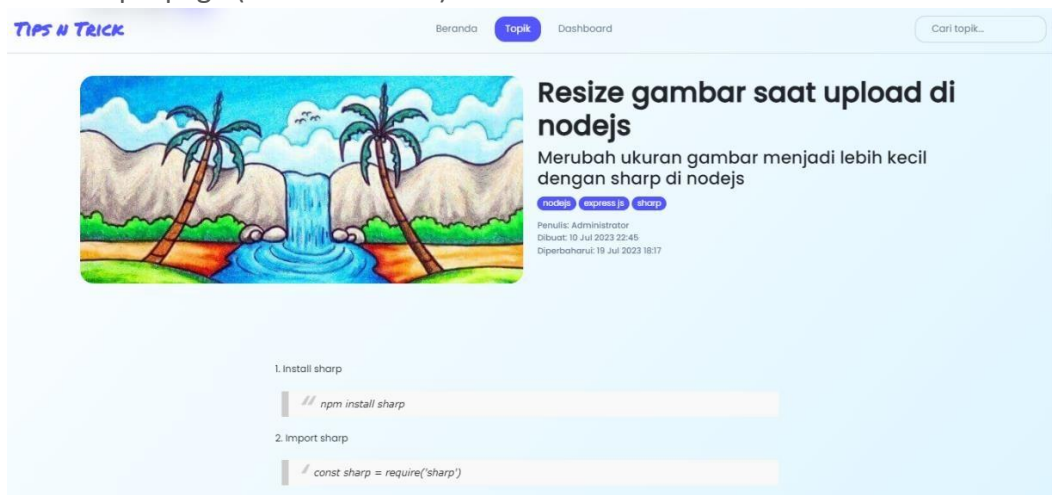 TIPS N TRICK
Beranda Topik Dashboard
Cari topik...
Resize gambar saat upload di
nodejs
Merubah ukuran gambar menjadi lebih kecil
dengan sharp di nodejs
nodejs express js sharp
Penulis: Administrator
Dibuat: 10 Jul 2023 22:45
Diperbaharui: 19 Jul 2023 18:17
1. Install sharp
npm install sharp
2. Import sharp
const sharp = require('sharp')